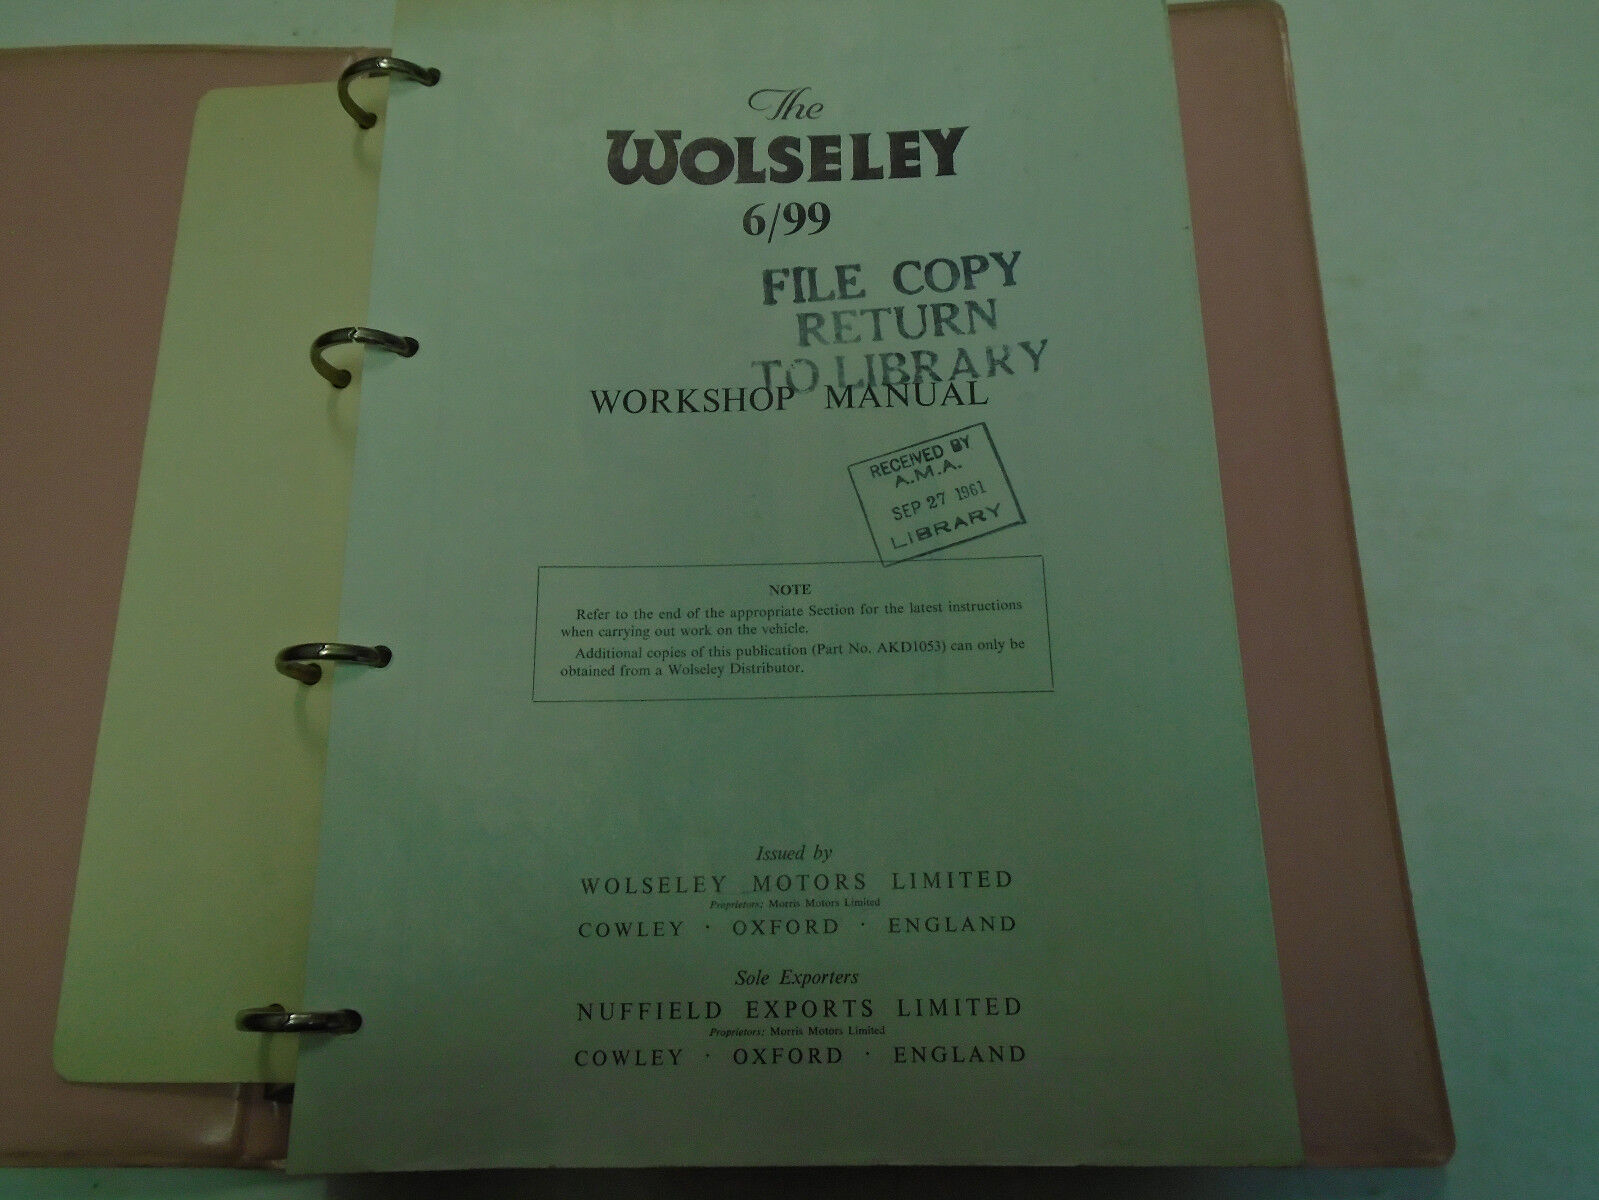 The
WOLSELEY
6/99
FILE COPY
RETURN
TO LIBRARY
WORKSHOP MANUAL
RECEIVED BY
A.M.A.
SEP 27 1961
LIBRARY
NOTE
Refer to the end of the appropriate Section for the latest instructions
when carrying out work on the vehicle.
Additional copies of this publication (Part No. AKD1053) can only be
obtained from a Wolseley Distributor.
Issued by
WOLSELEY MOTORS LIMITED
Proprietors: Morris Motors Limited
COWLEY · OXFORD · ENGLAND
Sole Exporters
NUFFIELD EXPORTS LIMITED
Proprietors: Morris Motors Limited
COWLEY · OXFORD · ENGLAND